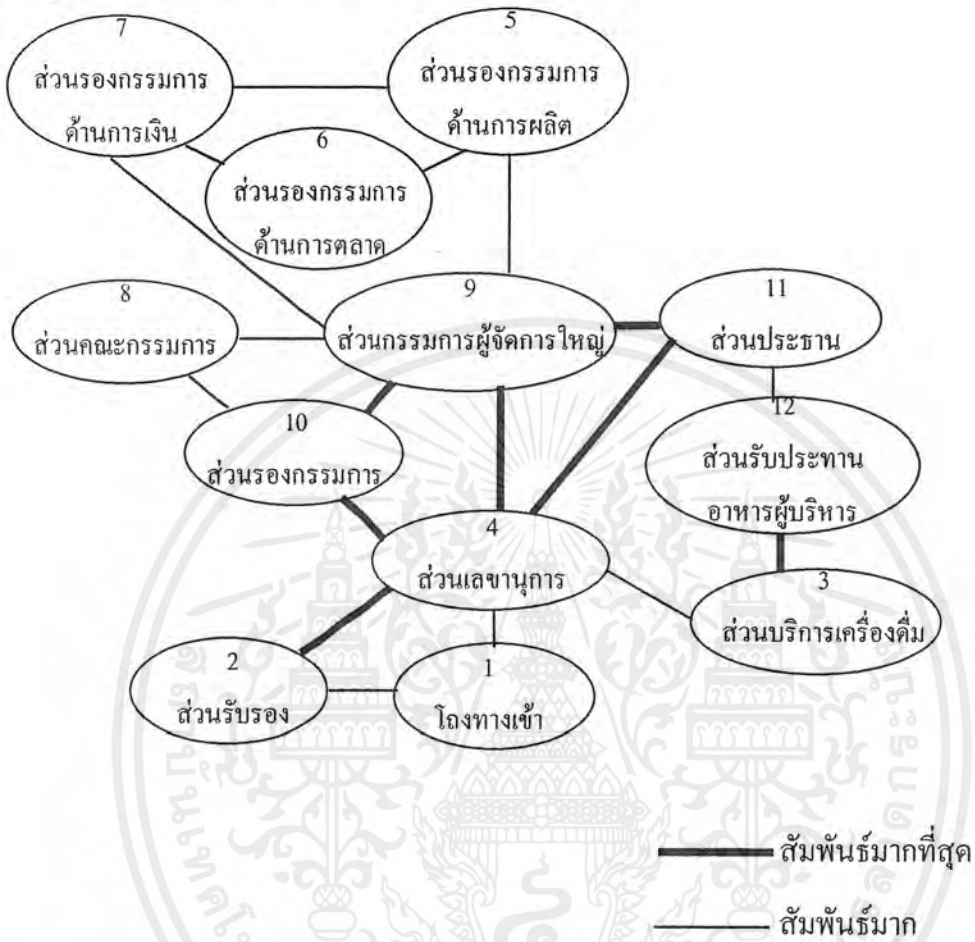 7
ส่วนรองกรรมการ
ด้านการเงิน
5
ส่วนรองกรรมการ
ด้านการผลิต
6
ส่วนรองกรรมการ
ด้านการตลาด
8
ส่วนคณะกรรมการ
9
ส่วนกรรมการผู้จัดการใหญ่
11
ส่วนประธาน
10
ส่วนรองกรรมการ
12
ส่วนรับประทาน
อาหารผู้บริหาร
4
ส่วนเลขานุการ
3
ส่วนบริการเครื่องดื่ม
2
ส่วนรับรอง
1
โถงทางเข้า
สัมพันธ์มากที่สุด
สัมพันธ์มาก